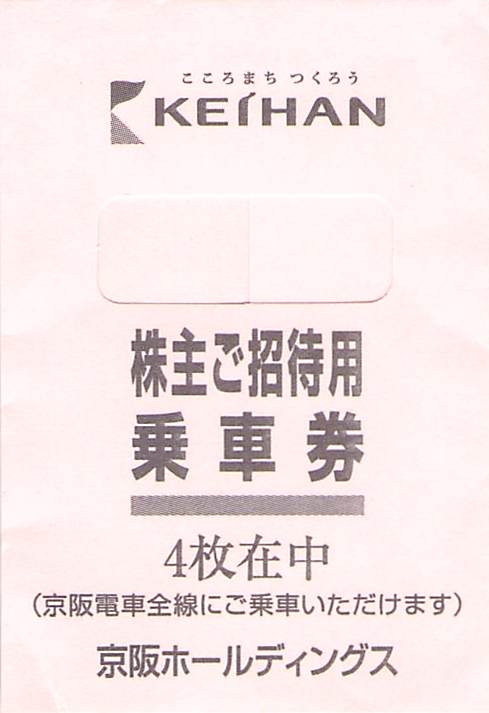 こころまち つくろう
KEIHAN
株主ご招待用
乗車券
4枚在中
（京阪電車全線にご乗車いただけます）
京阪ホールディングス